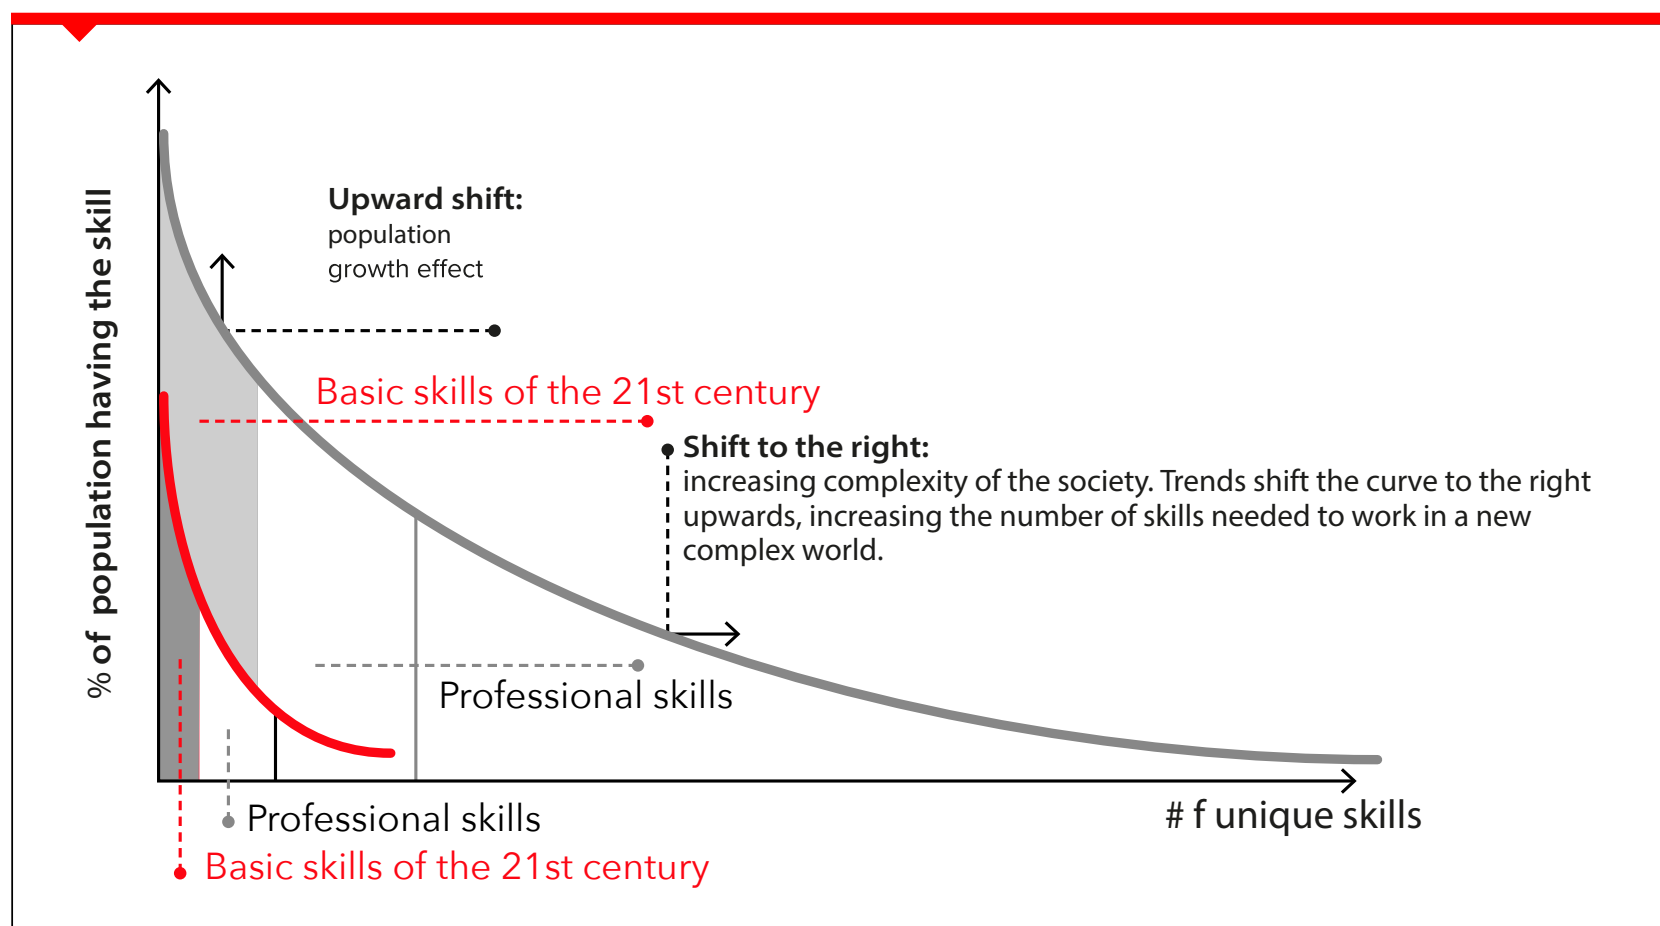 % of population having the skill
Upward shift:
population
growth effect
Basic skills of the 21st century
Shift to the right:
increasing complexity of the society. Trends shift the curve to the right
upwards, increasing the number of skills needed to work in a new
complex world.
Professional skills
# f unique skills
Professional skills
Basic skills of the 21st century